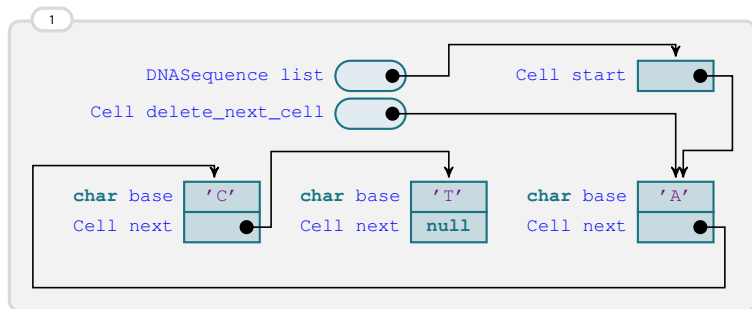 1
DNASequence list Cell start
Cell delete_next_cell
char base 'C' char base 'T' char base 'A'
Cell next Cell next null Cell next